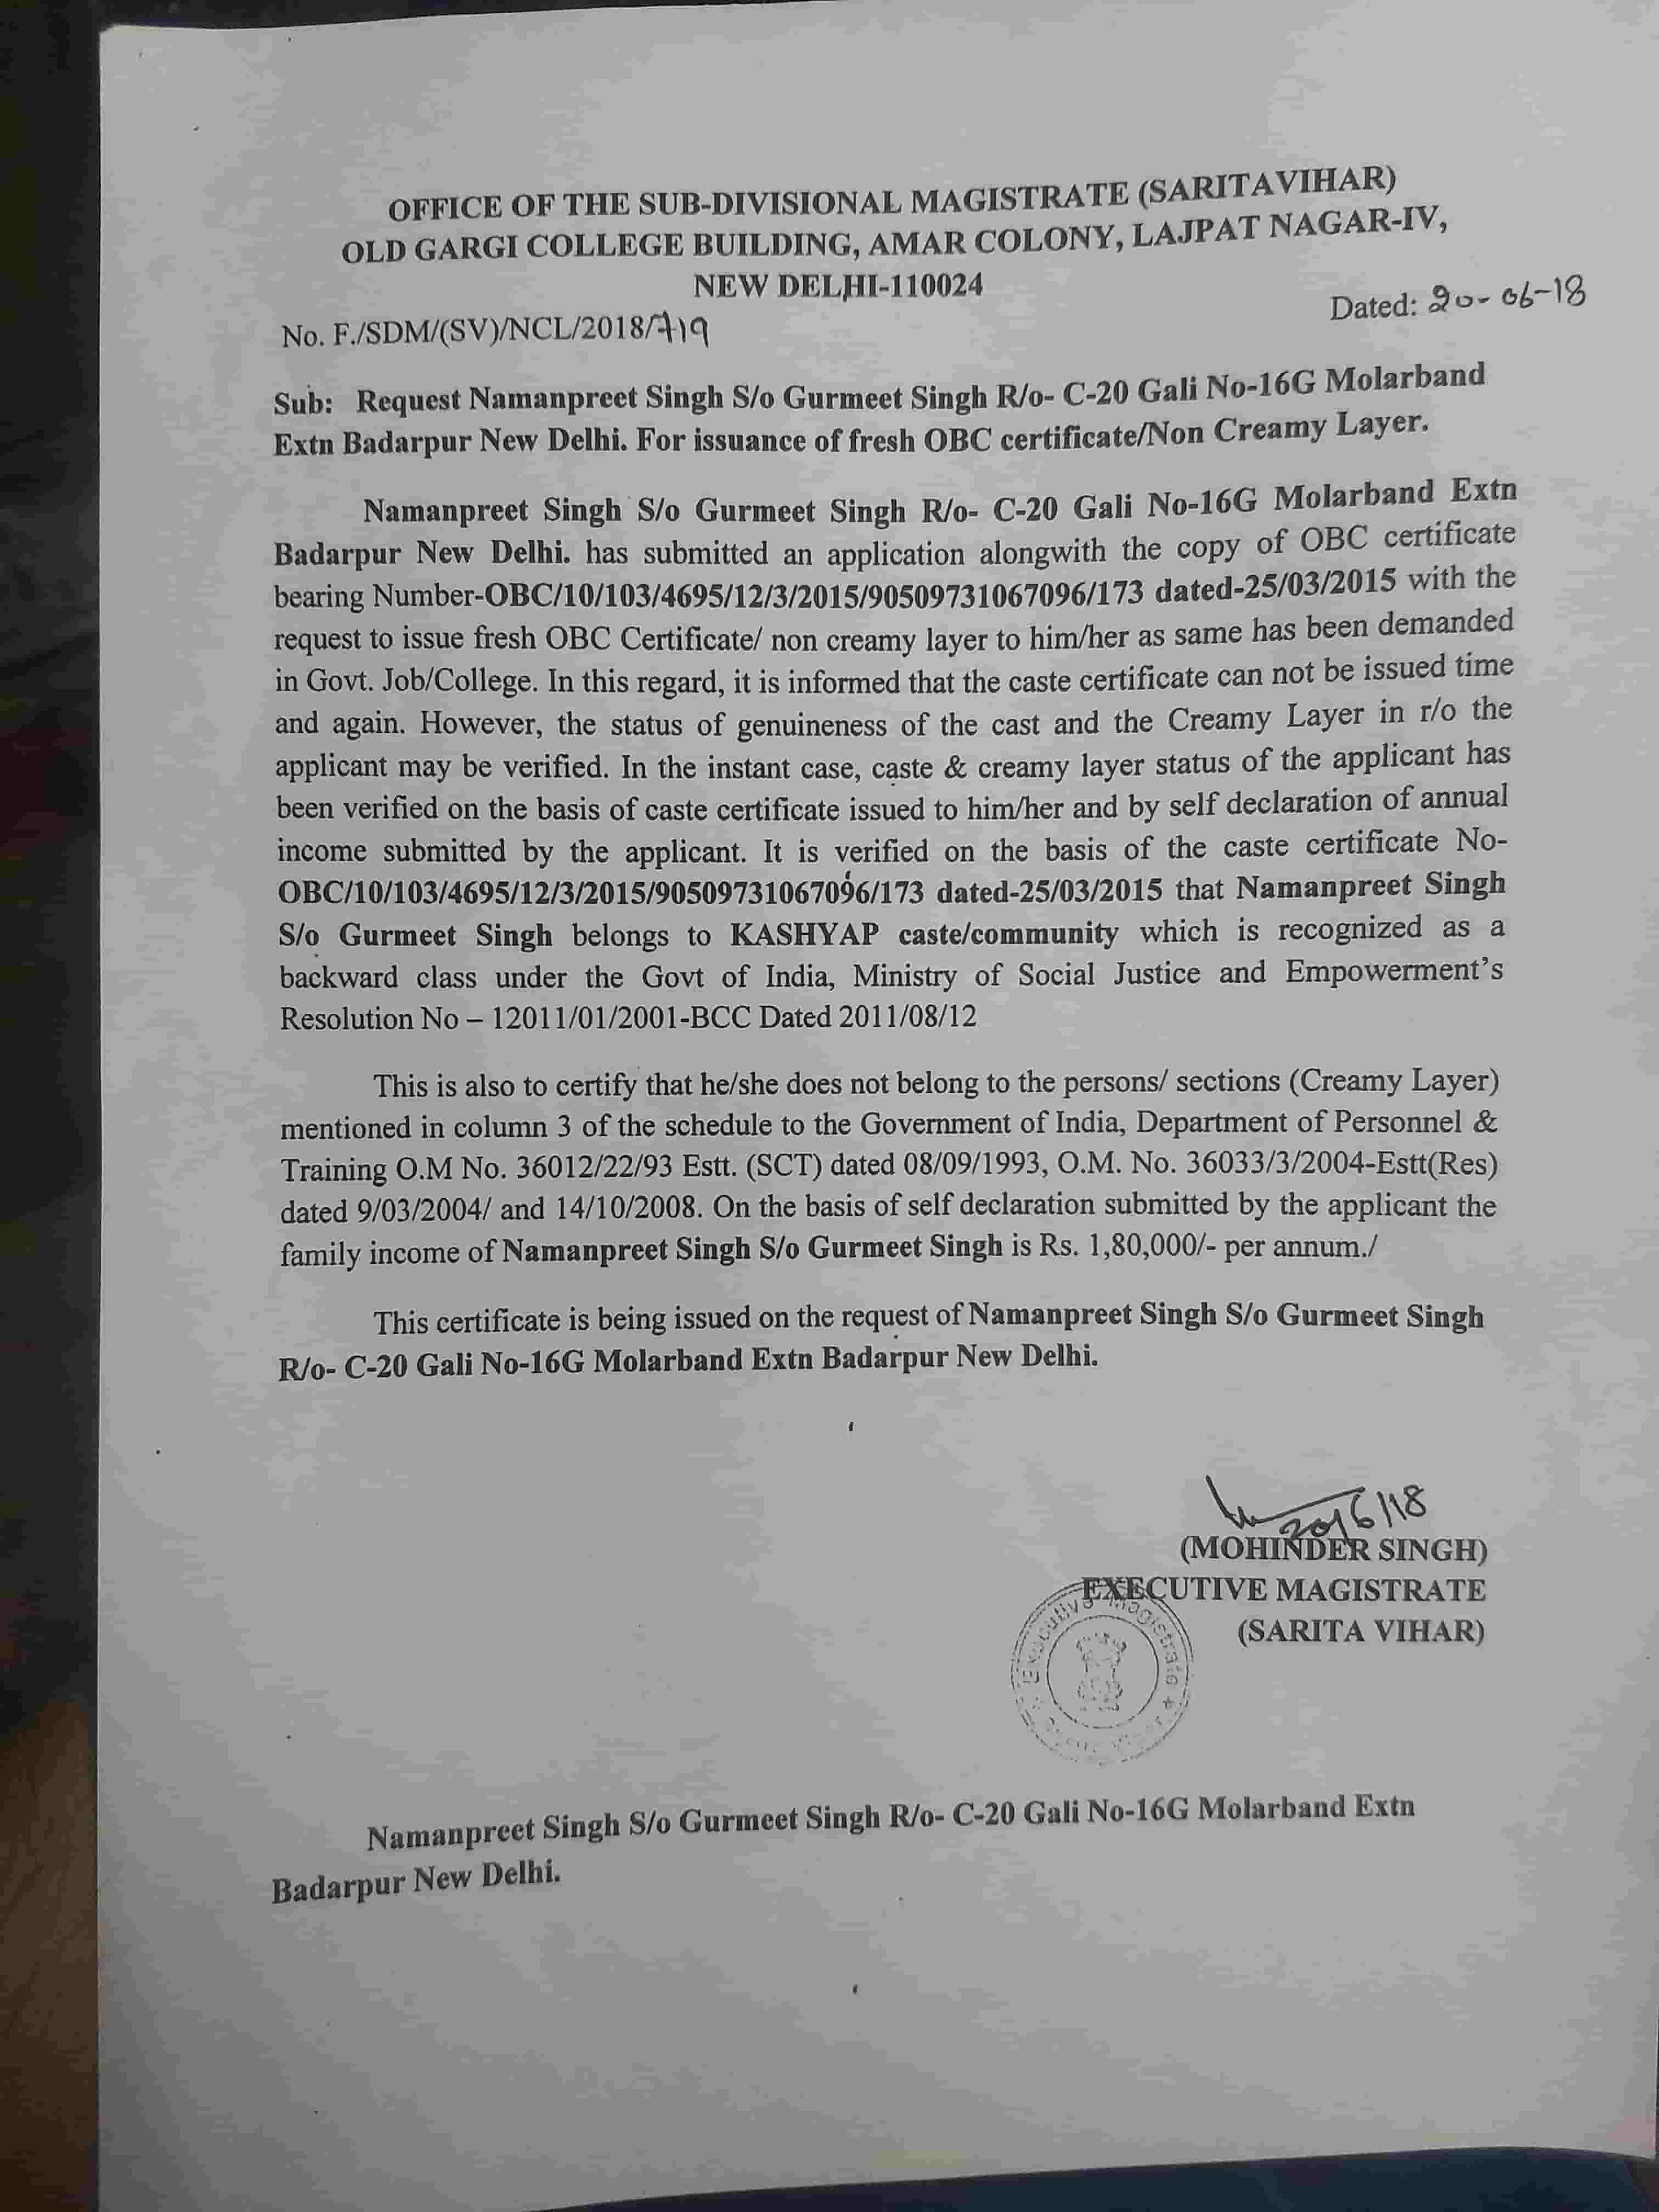 OFFICE OF THE SUB-DIVISIONAL MAGISTRATE (SARITAVIHAR)
OLD GARGI COLLEGE BUILDING, AMAR COLONY, LAJPAT NAGAR-IV,
NEW DELHI-110024
Dated: 20-06-18
No. F./SDM/(SV)/NCL/2018/719
Sub: Request Namanpreet Singh S/o Gurmeet Singh R/o- C-20 Gali No-16G Molarband
Extn Badarpur New Delhi. For issuance of fresh OBC certificate/Non Creamy Layer.
Namanpreet Singh S/o Gurmeet Singh R/o- C-20 Gali No-16G Molarband Extn
Badarpur New Delhi. has submitted an application alongwith the copy of OBC certificate
bearing Number-OBC/10/103/4695/12/3/2015/90509731067096/173 dated-25/03/2015 with the
request to issue fresh OBC Certificate/ non creamy layer to him/her as same has been demanded
in Govt. Job/College. In this regard, it is informed that the caste certificate can not be issued time
and again. However, the status of genuineness of the cast and the Creamy Layer in r/o the
applicant may be verified. In the instant case, caste & creamy layer status of the applicant has
been verified on the basis of caste certificate issued to him/her and by self declaration of annual
income submitted by the applicant. It is verified on the basis of the caste certificate No-
OBC/10/103/4695/12/3/2015/90509731067096/173 dated-25/03/2015 that Namanpreet Singh
S/o Gurmeet Singh belongs to KASHYAP caste/community which is recognized as a
backward class under the Govt of India, Ministry of Social Justice and Empowerment's
Resolution No – 12011/01/2001-BCC Dated 2011/08/12
This is also to certify that he/she does not belong to the persons/ sections (Creamy Layer)
mentioned in column 3 of the schedule to the Government of India, Department of Personnel &
Training O.M No. 36012/22/93 Estt. (SCT) dated 08/09/1993, O.M. No. 36033/3/2004-Estt(Res)
dated 9/03/2004/ and 14/10/2008. On the basis of self declaration submitted by the applicant the
family income of Namanpreet Singh S/o Gurmeet Singh is Rs. 1,80,000/- per annum./
This certificate is being issued on the request of Namanpreet Singh S/o Gurmeet Singh
R/o- C-20 Gali No-16G Molarband Extn Badarpur New Delhi.
20/6/18
(MOHINDER SINGH)
EXECUTIVE MAGISTRATE
(SARITA VIHAR)
Executive Magistrate
Namanpreet Singh S/o Gurmeet Singh R/o- C-20 Gali No-16G Molarband Extn
Badarpur New Delhi.